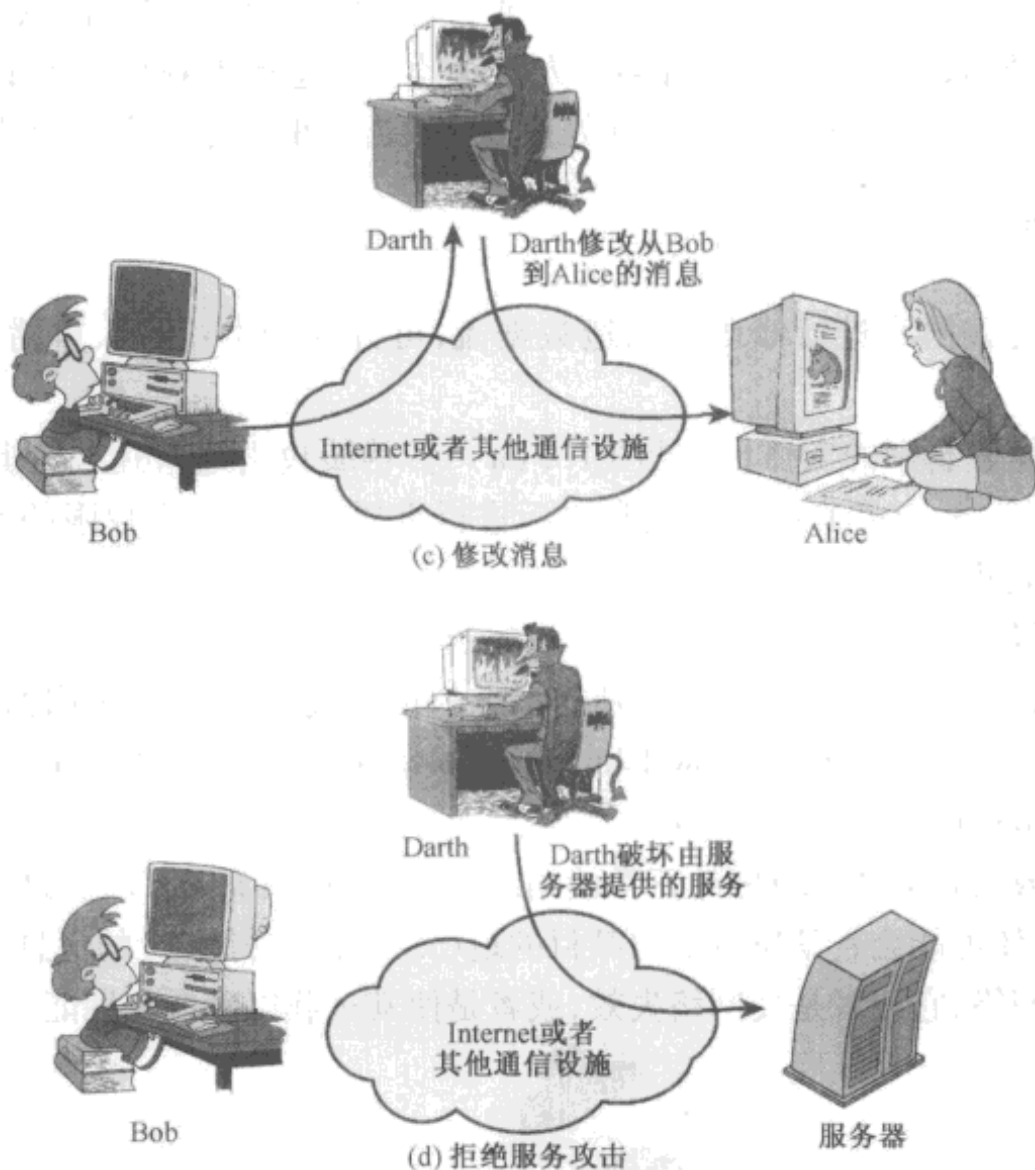 Darth
Darth修改从Bob
到Alice的消息
Internet或者其他通信设施
Bob
Alice
(c) 修改消息
Darth
Darth破坏由服
务器提供的服务
Internet或者
其他通信设施
Bob
服务器
(d) 拒绝服务攻击